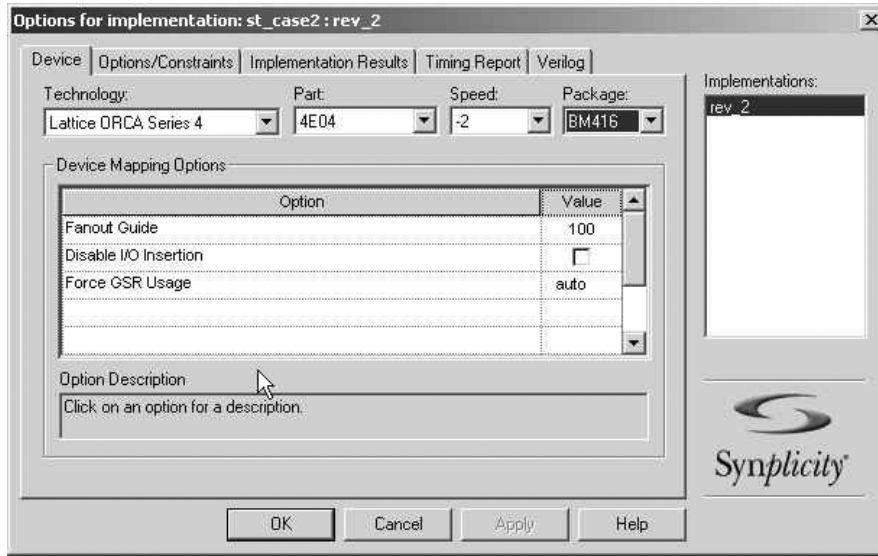 Options for implementation: st_case2 : rev_2
Device Options/Constraints Implementation Results Timing Report Verilog
Technology: Part: Speed: Package:
Lattice ORCA Series 4 4E04 -2 BM416
Implementations:
rev_2
Device Mapping Options
Option Value
Fanout Guide 100
Disable I/O Insertion
Force GSR Usage auto
Option Description
Click on an option for a description.
Synplicity®
OK Cancel Apply Help